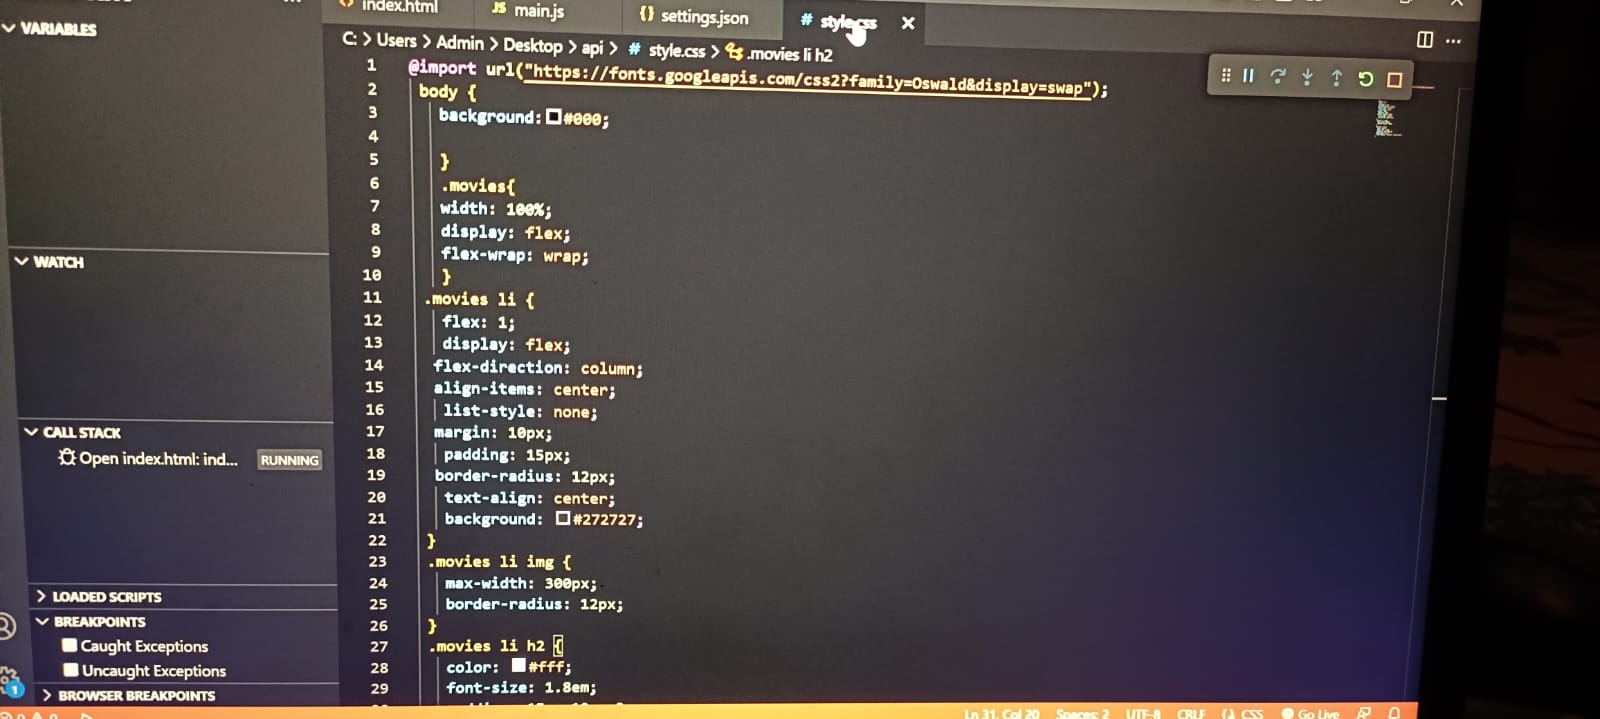 index.html
JS main.js
{} settings.json
# style.css
VARIABLES
C: > Users > Admin > Desktop > api > # style.css > .movies li h2
1 @import url("https://fonts.googleapis.com/css2?family=Oswald&display=swap");
2 body {
3 background: #000;
4
5 }
6 .movies{
7 width: 100%;
8 display: flex;
9 flex-wrap: wrap;
10 }
11 .movies li {
12 flex: 1;
13 display: flex;
14 flex-direction: column;
15 align-items: center;
16 list-style: none;
17 margin: 10px;
18 padding: 15px;
19 border-radius: 12px;
20 text-align: center;
21 background: #272727;
22 }
23 .movies li img {
24 max-width: 300px;
25 border-radius: 12px;
26 }
27 .movies li h2 {
28 color: #fff;
29 font-size: 1.8em;
WATCH
CALL STACK
Open index.html: ind... RUNNING
LOADED SCRIPTS
BREAKPOINTS
Caught Exceptions
Uncaught Exceptions
1
BROWSER BREAKPOINTS
Ln 31, Col 20 Spaces: 2 UTF-8 CRLF {} CSS Go Live